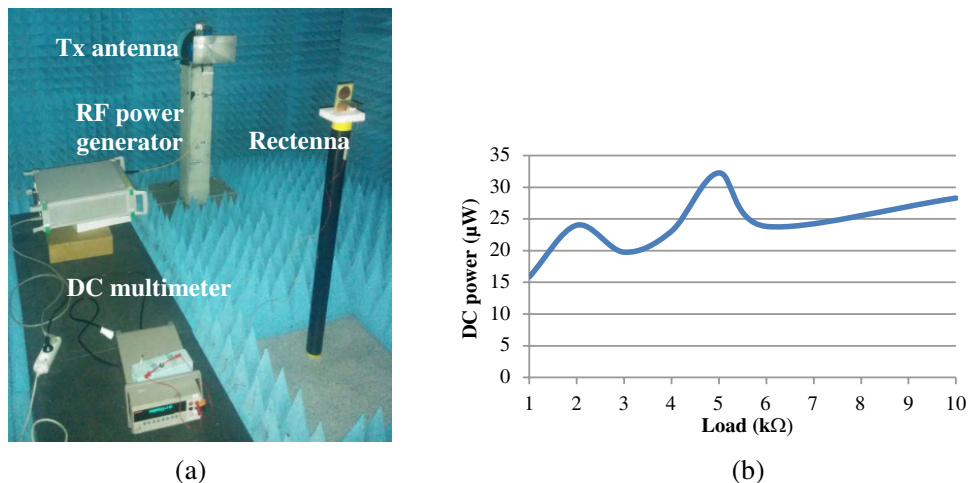 Tx antenna
RF power
generator
Rectenna
DC multimeter
(a)
35
30
25
20
15
10
5
0
DC power (µW)
1 2 3 4 5 6 7 8 9 10
Load (kΩ)
(b)